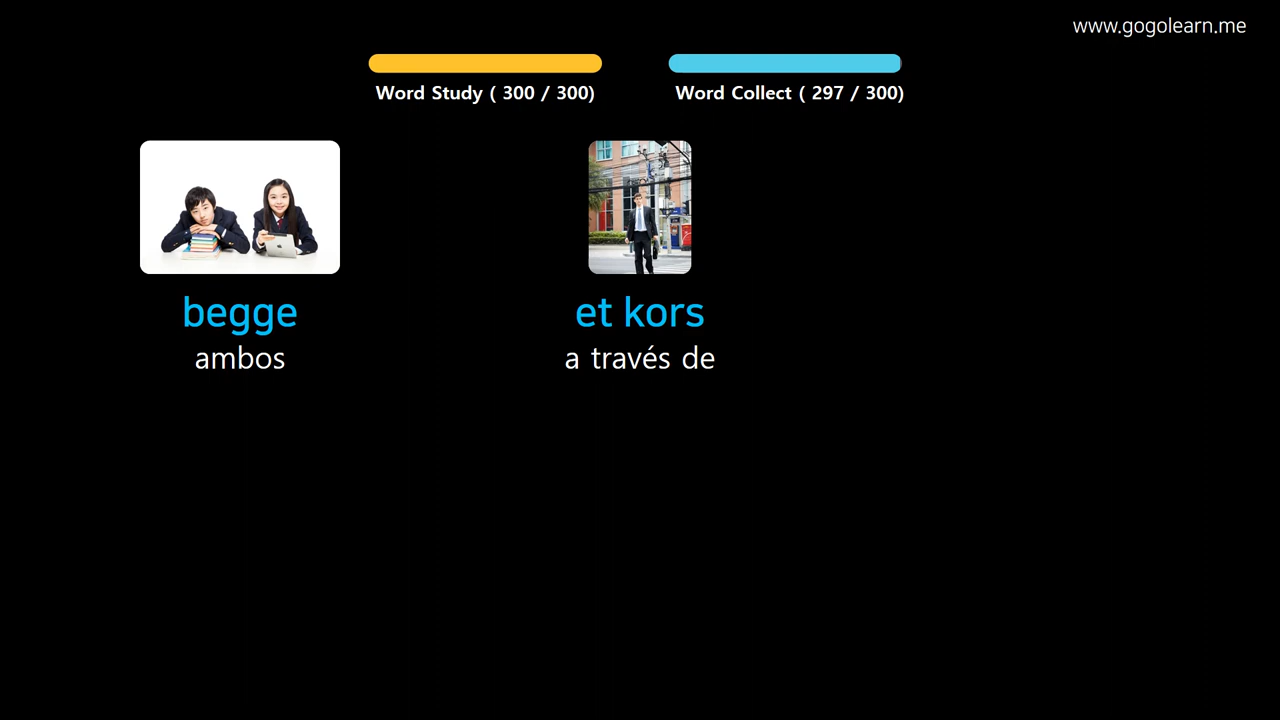 www.gogolearn.me
Word Study ( 300 / 300)
Word Collect ( 297 / 300)
begge
ambos
et kors
a través de